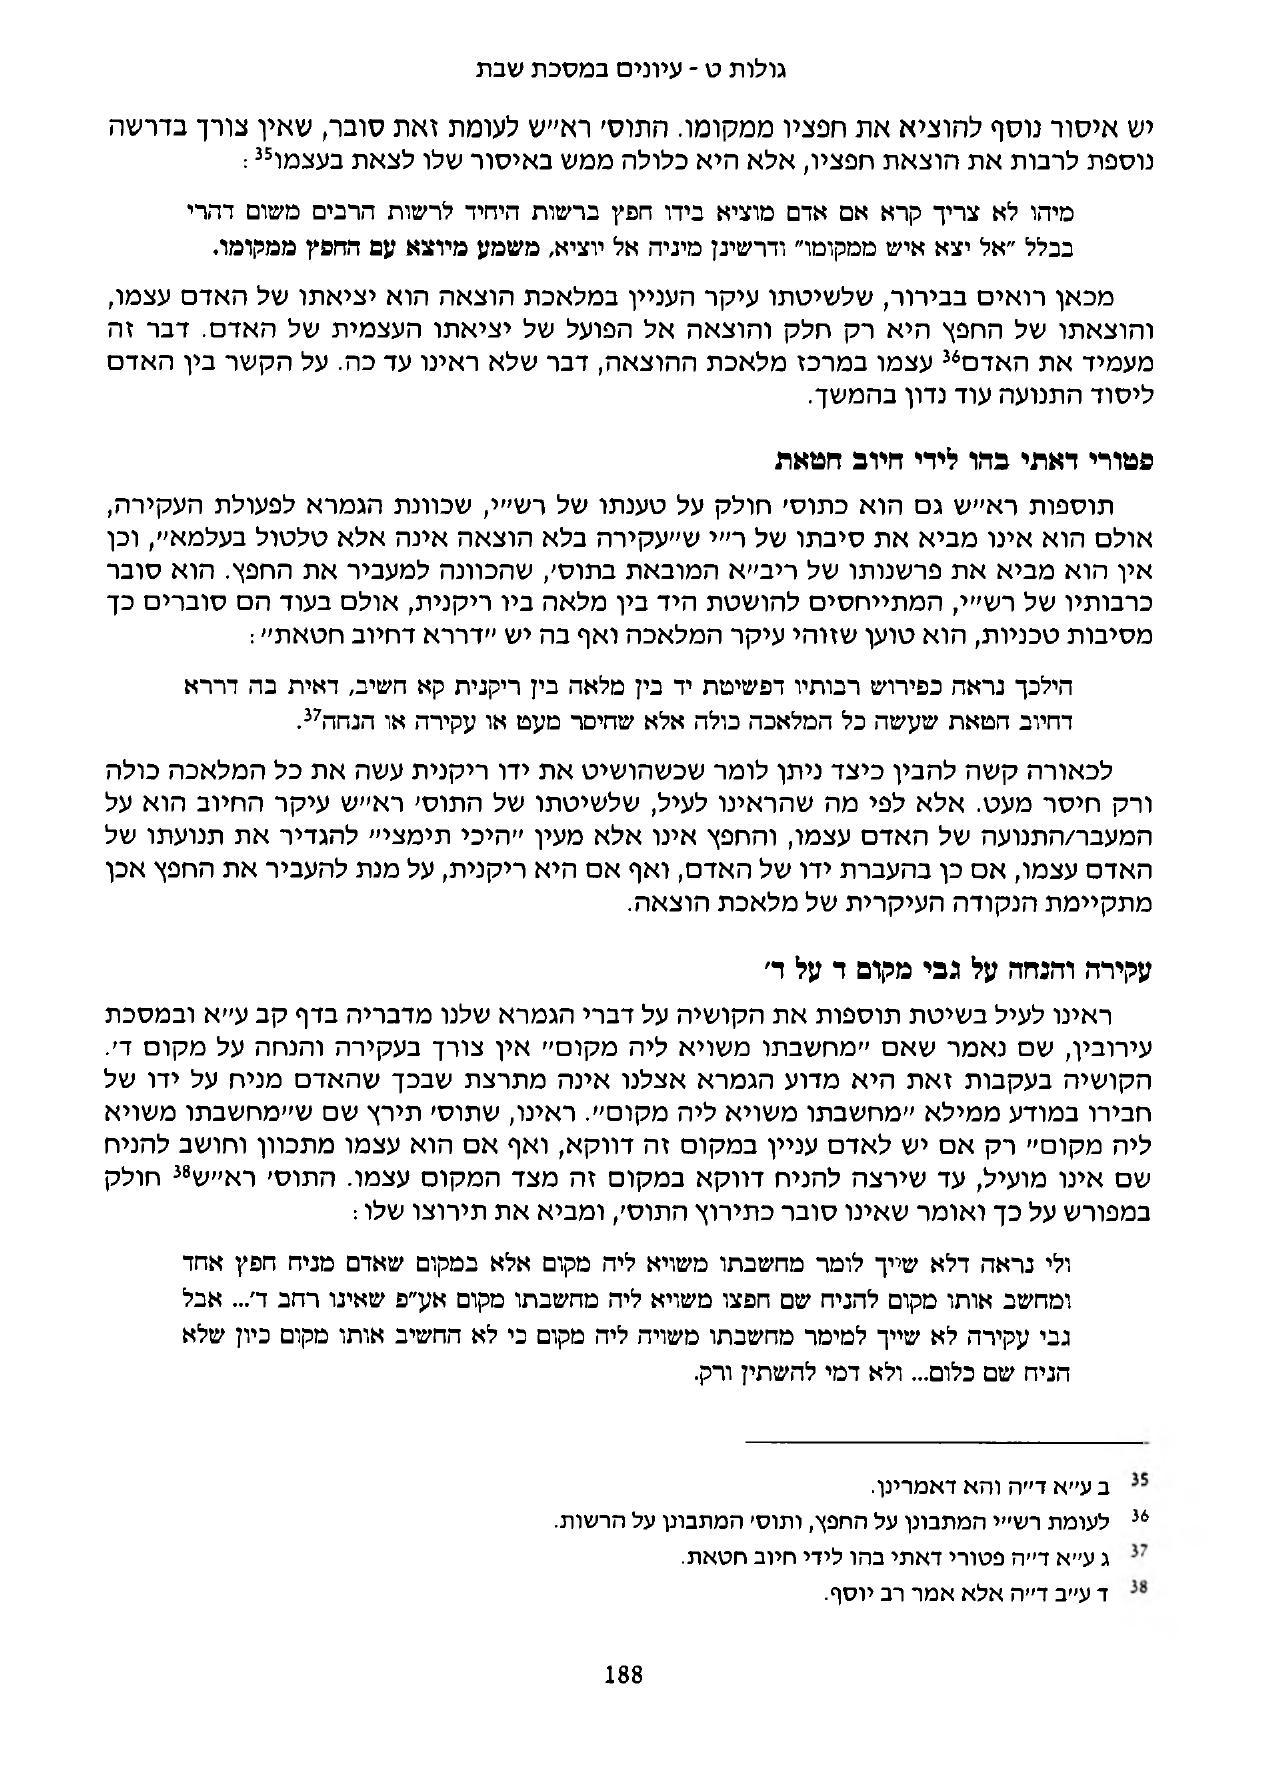 גולות ט - עיונים במסכת שבת
יש איסור נוסף להוציא את חפציו ממקומו. התוס' רא"ש לעומת זאת סובר, שאין צורך בדרשה
נוספת לרבות את הוצאת חפציו, אלא היא כלולה ממש באיסור שלו לצאת בעצמו35:
מיהו לא צריך קרא אם אדם מוציא בידו חפץ ברשות היחיד לרשות הרבים משום דהרי
בכלל "אל יצא איש ממקומו" ודרשינן מיניה אל יוציא, משמע מיוצא עם החפץ ממקומו.
מכאן רואים בבירור, שלשיטתו עיקר העניין במלאכת הוצאה הוא יציאתו של האדם עצמו,
והוצאתו של החפץ היא רק חלק והוצאה אל הפועל של יציאתו העצמית של האדם. דבר זה
מעמיד את האדם36 עצמו במרכז מלאכת ההוצאה, דבר שלא ראינו עד כה. על הקשר בין האדם
ליסוד התנועה עוד נדון בהמשך.
פטורי דאתי בהו לידי חיוב חטאת
תוספות רא"ש גם הוא כתוס' חולק על טענתו של רש"י, שכוונת הגמרא לפעולת העקירה,
אולם הוא אינו מביא את סיבתו של ר"י ש"עקירה בלא הוצאה אינה אלא טלטול בעלמא", וכן
אין הוא מביא את פרשנותו של ריב"א המובאת בתוס', שהכוונה למעביר את החפץ. הוא סובר
כרבותיו של רש"י, המתייחסים להושטת היד בין מלאה ביו ריקנית, אולם בעוד הם סוברים כך
מסיבות טכניות, הוא טוען שזוהי עיקר המלאכה ואף בה יש "דררא דחיוב חטאת":
הילכך נראה כפירוש רבותיו דפשיטת יד בין מלאה בין ריקנית קא חשיב, דאית בה דררא
דחיוב חטאת שעשה כל המלאכה כולה אלא שחיסר מעט או עקירה או הנחה37.
לכאורה קשה להבין כיצד ניתן לומר שכשהושיט את ידו ריקנית עשה את כל המלאכה כולה
ורק חיסר מעט. אלא לפי מה שהראינו לעיל, שלשיטתו של התוס' רא"ש עיקר החיוב הוא על
המעבר/התנועה של האדם עצמו, והחפץ אינו אלא מעין "היכי תימצי" להגדיר את תנועתו של
האדם עצמו, אם כן בהעברת ידו של האדם, ואף אם היא ריקנית, על מנת להעביר את החפץ אכן
מתקיימת הנקודה העיקרית של מלאכת הוצאה.
עקירה והנחה על גבי מקום ד על ד'
ראינו לעיל בשיטת תוספות את הקושיה על דברי הגמרא שלנו מדבריה בדף קב ע"א ובמסכת
עירובין, שם נאמר שאם "מחשבתו משויא ליה מקום" אין צורך בעקירה והנחה על מקום ד'.
הקושיה בעקבות זאת היא מדוע הגמרא אצלנו אינה מתרצת שבכך שהאדם מניח על ידו של
חבירו במודע ממילא "מחשבתו משויא ליה מקום". ראינו, שתוס' תירץ שם ש"מחשבתו משויא
ליה מקום" רק אם יש לאדם עניין במקום זה דווקא, ואף אם הוא עצמו מתכוון וחושב להניח
שם אינו מועיל, עד שירצה להניח דווקא במקום זה מצד המקום עצמו. התוס' רא"ש38 חולק
במפורש על כך ואומר שאינו סובר כתירוץ התוס', ומביא את תירוצו שלו:
ולי נראה דלא שייך לומר מחשבתו משויא ליה מקום אלא במקום שאדם מניח חפץ אחד
ומחשב אותו מקום להניח שם חפצו משויא ליה מחשבתו מקום אע"פ שאינו רחב ד'... אבל
גבי עקירה לא שייך למימר מחשבתו משויה ליה מקום כי לא החשיב אותו מקום כיון שלא
הניח שם כלום... ולא דמי להשתין ורק.
35 ב ע"א ד"ה והא דאמרינן.
36 לעומת רש"י המתבונן על החפץ, ותוס' המתבונן על הרשות.
37 ג ע"א ד"ה פטורי דאתי בהו לידי חיוב חטאת.
38 ד ע"ב ד"ה אלא אמר רב יוסף.
188